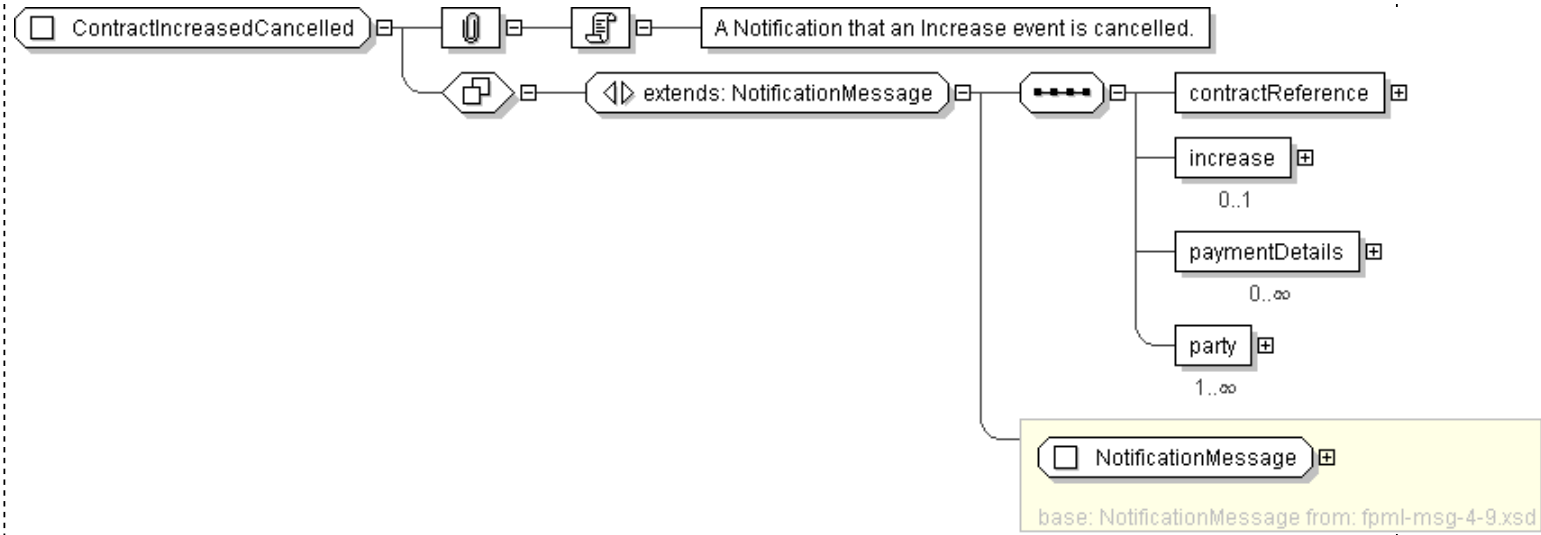 ContractIncreasedCancelled
A Notification that an Increase event is cancelled.
extends: NotificationMessage
contractReference
increase
0..1
paymentDetails
0..∞
party
1..∞
NotificationMessage
base: NotificationMessage from: fpml-msg-4-9.xsd